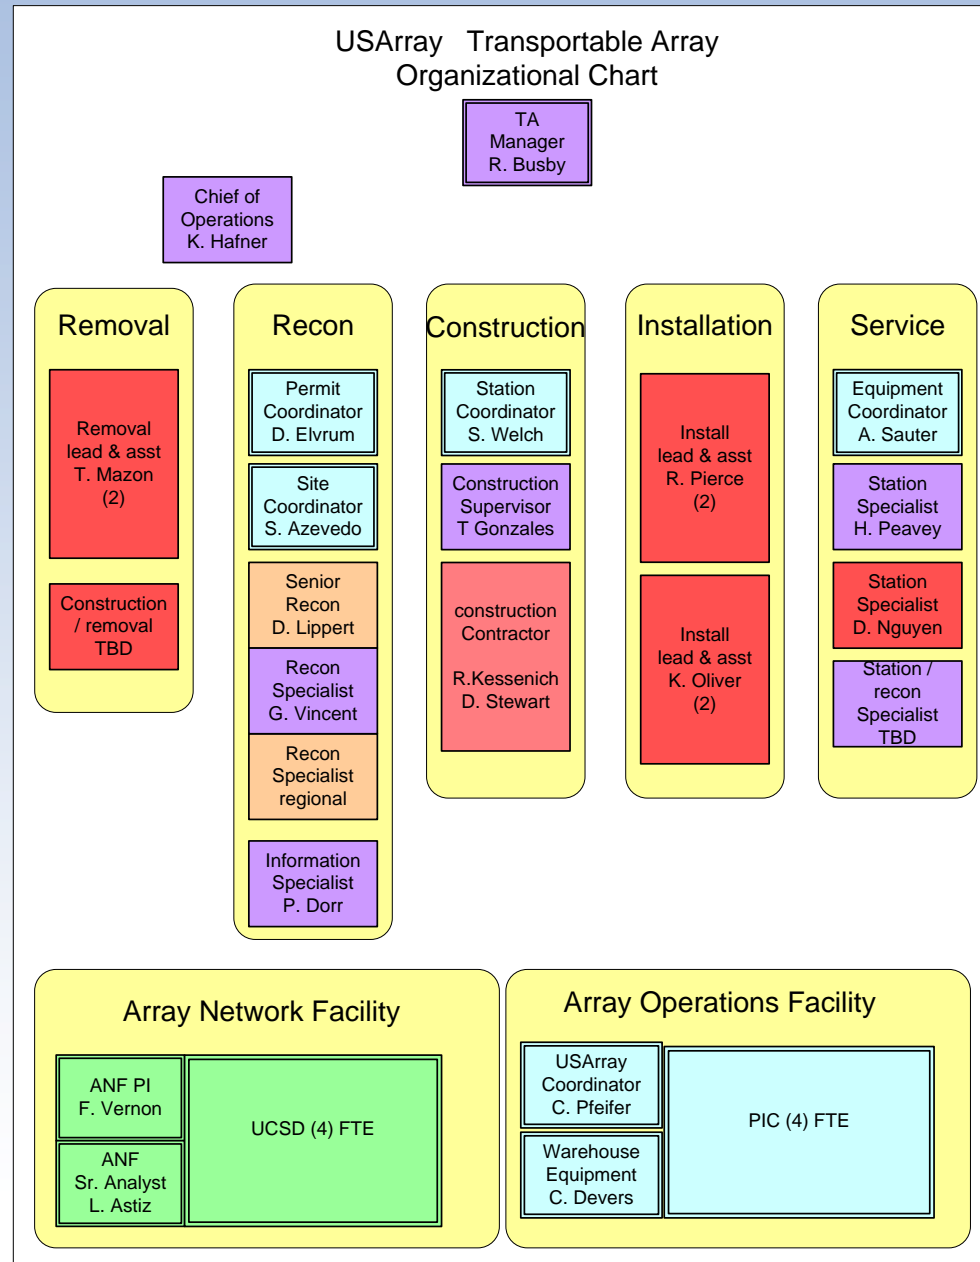 USArray   Transportable Array
Organizational Chart
TA
Manager
R. Busby
Chief of
Operations
K. Hafner
Removal
Removal
lead & asst
T. Mazon
(2)
Construction
/ removal
TBD
Recon
Permit
Coordinator
D. Elvrum
Site
Coordinator
S. Azevedo
Senior
Recon
D. Lippert
Recon
Specialist
G. Vincent
Recon
Specialist
regional
Information
Specialist
P. Dorr
Construction
Station
Coordinator
S. Welch
Construction
Supervisor
T Gonzales
construction
Contractor
R.Kessenich
D. Stewart
Installation
Install
lead & asst
R. Pierce
(2)
Install
lead & asst
K. Oliver
(2)
Service
Equipment
Coordinator
A. Sauter
Station
Specialist
H. Peavey
Station
Specialist
D. Nguyen
Station /
recon
Specialist
TBD
Array Network Facility
ANF PI
F. Vernon
ANF
Sr. Analyst
L. Astiz
UCSD (4) FTE
Array Operations Facility
USArray
Coordinator
C. Pfeifer
Warehouse
Equipment
C. Devers
PIC (4) FTE